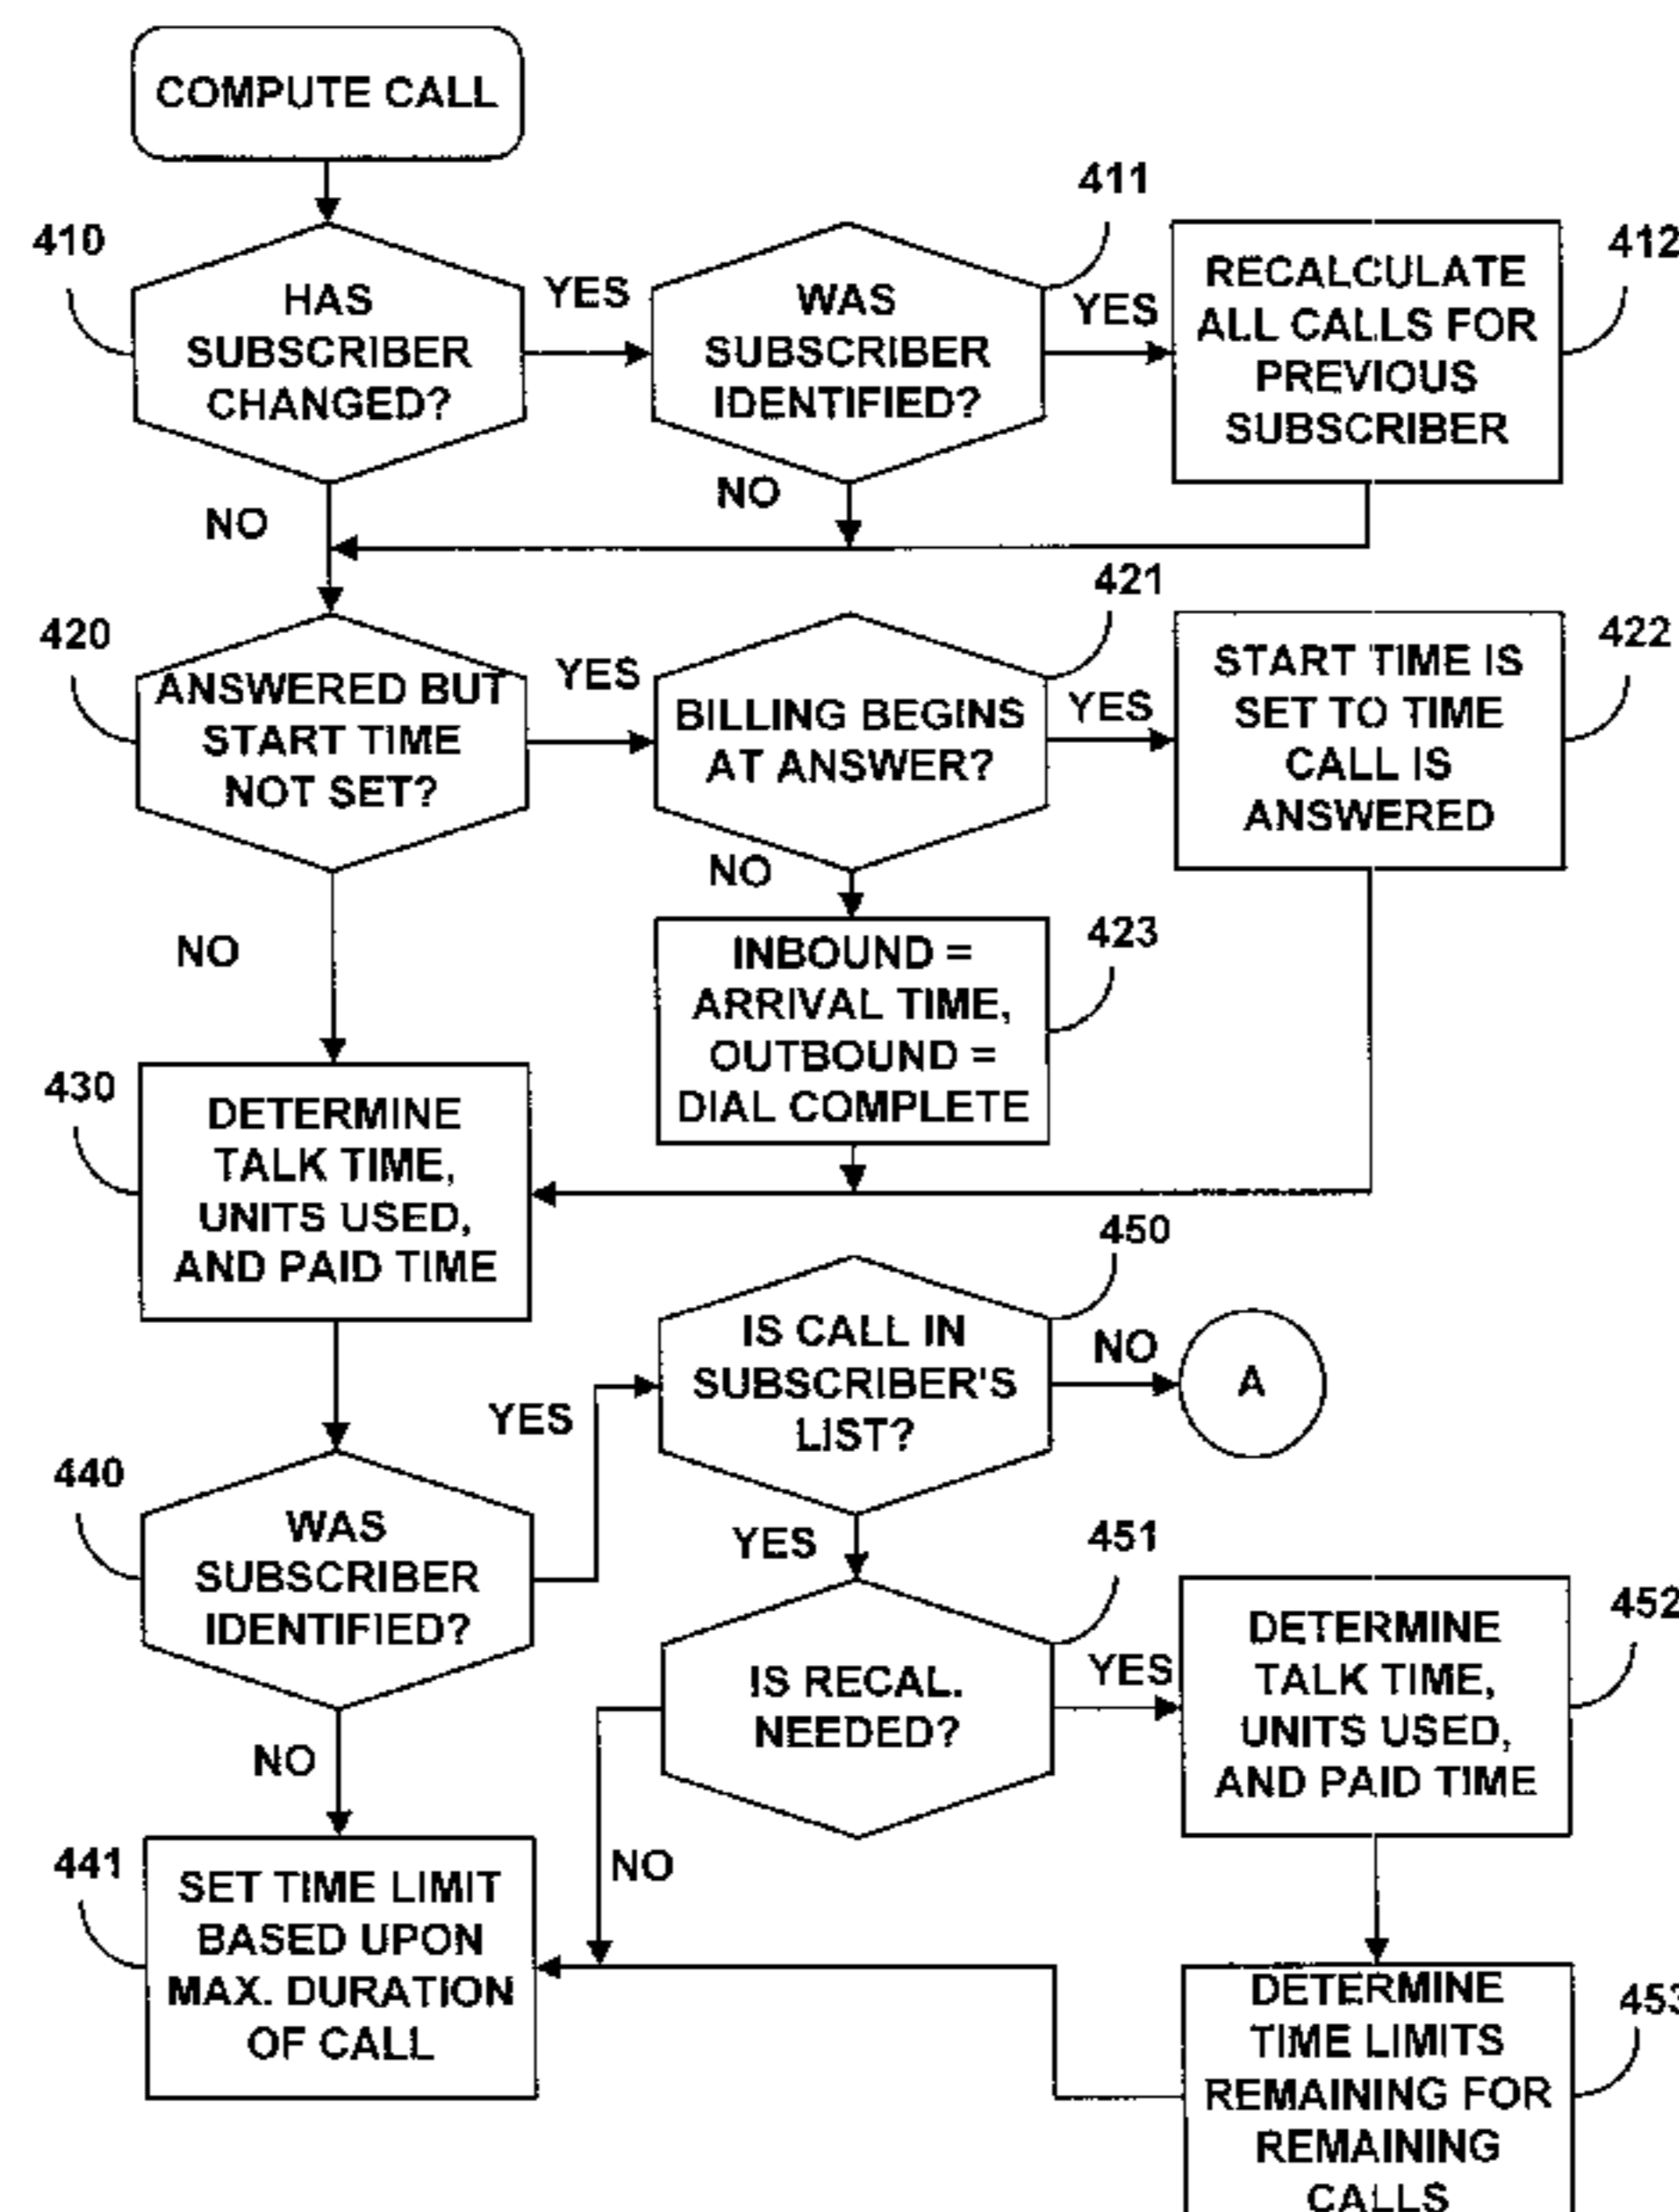 COMPUTE CALL
410
HAS
SUBSCRIBER
CHANGED?
YES
411
WAS
SUBSCRIBER
IDENTIFIED?
YES
412
RECALCULATE
ALL CALLS FOR
PREVIOUS
SUBSCRIBER
NO
NO
420
ANSWERED BUT
START TIME
NOT SET?
YES
421
BILLING BEGINS
AT ANSWER?
YES
422
START TIME IS
SET TO TIME
CALL IS
ANSWERED
NO
NO
423
INBOUND =
ARRIVAL TIME,
OUTBOUND =
DIAL COMPLETE
430
DETERMINE
TALK TIME,
UNITS USED,
AND PAID TIME
440
WAS
SUBSCRIBER
IDENTIFIED?
YES
450
IS CALL IN
SUBSCRIBER'S
LIST?
NO
A
YES
451
IS RECAL.
NEEDED?
YES
452
DETERMINE
TALK TIME,
UNITS USED,
AND PAID TIME
NO
NO
441
SET TIME LIMIT
BASED UPON
MAX. DURATION
OF CALL
453
DETERMINE
TIME LIMITS
REMAINING FOR
REMAINING
CALLS